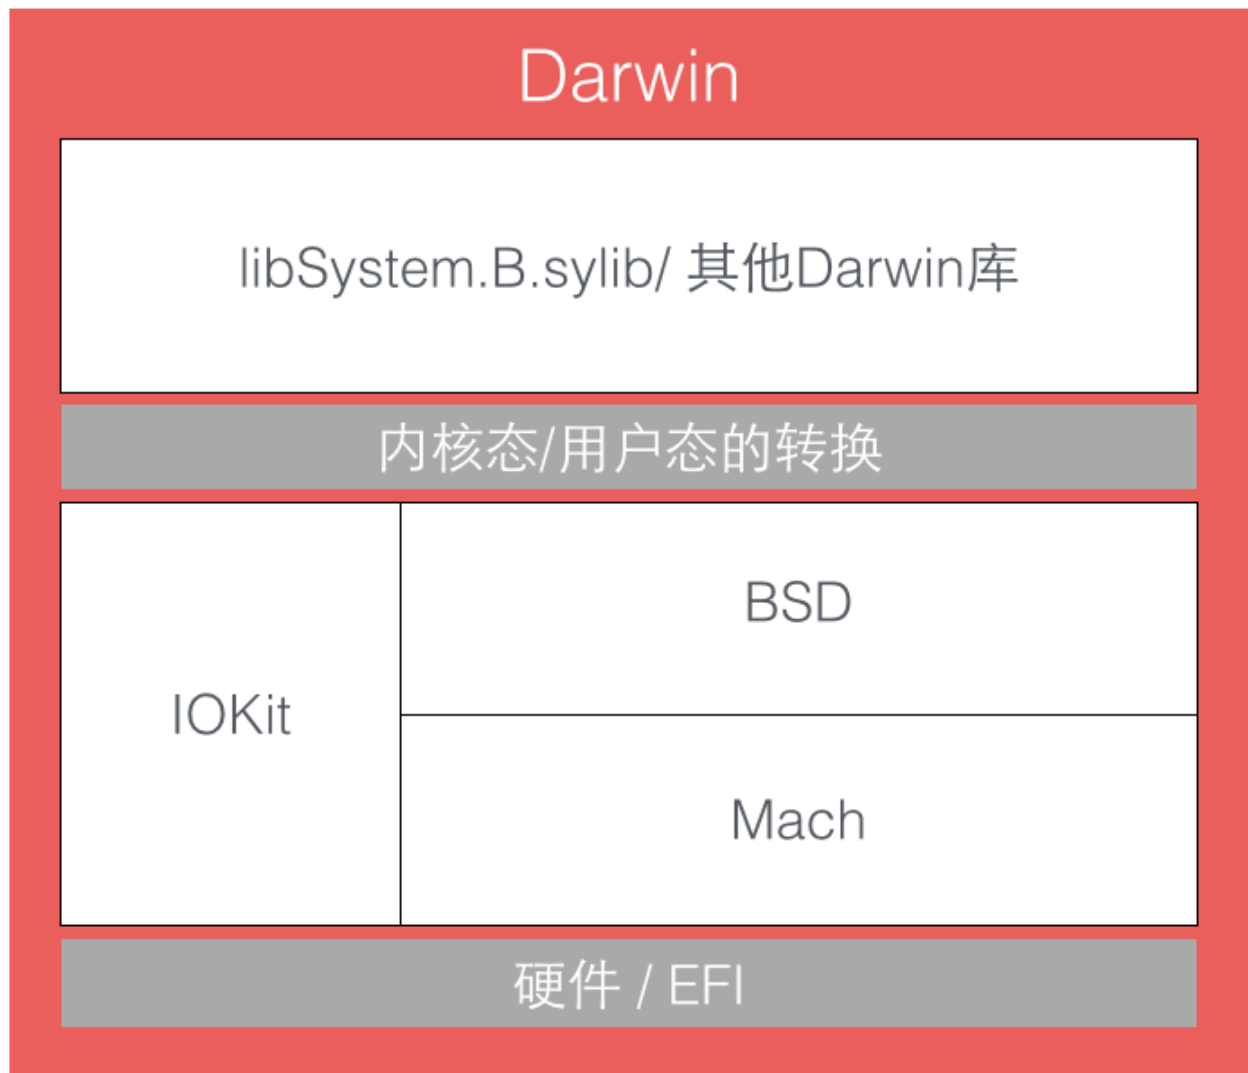 Darwin
libSystem.B.sylib/ 其他Darwin库
内核态/用户态的转换
BSD
IOKit
Mach
硬件 / EFI